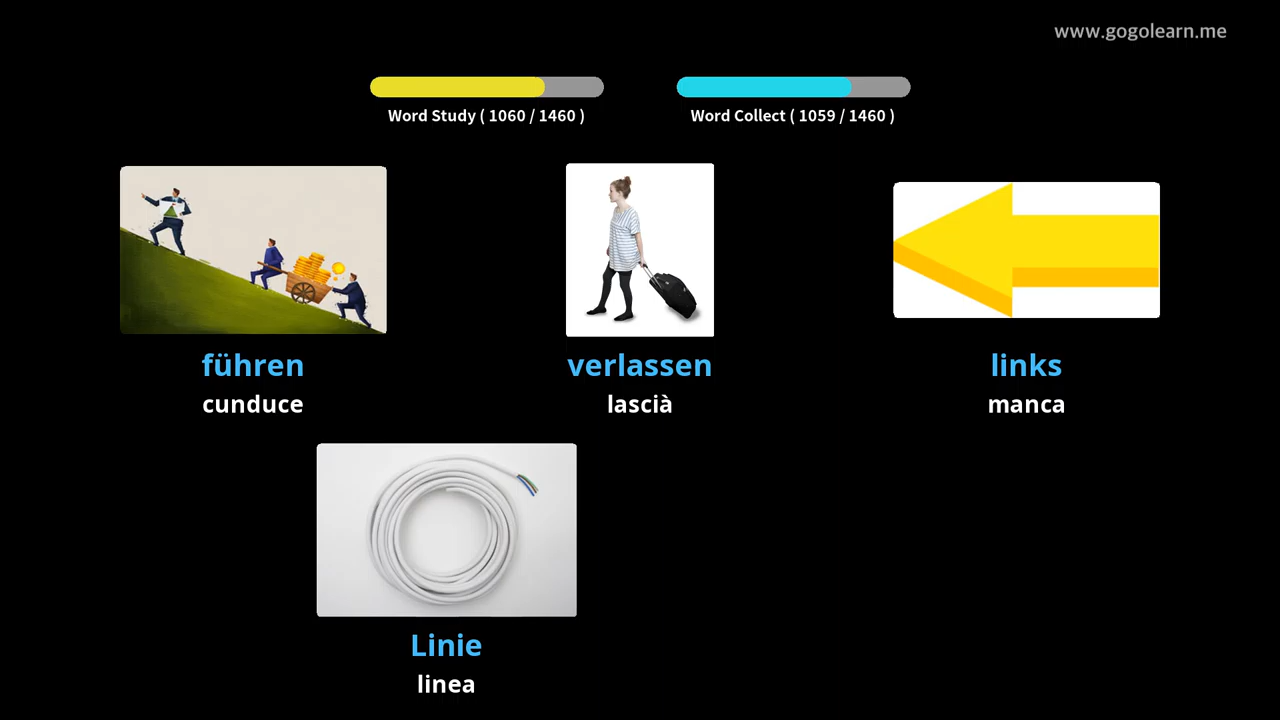 www.gogolearn.me
Word Study ( 1060 / 1460 )
Word Collect ( 1059 / 1460 )
führen
cunduce
verlassen
lascià
links
manca
Linie
linea